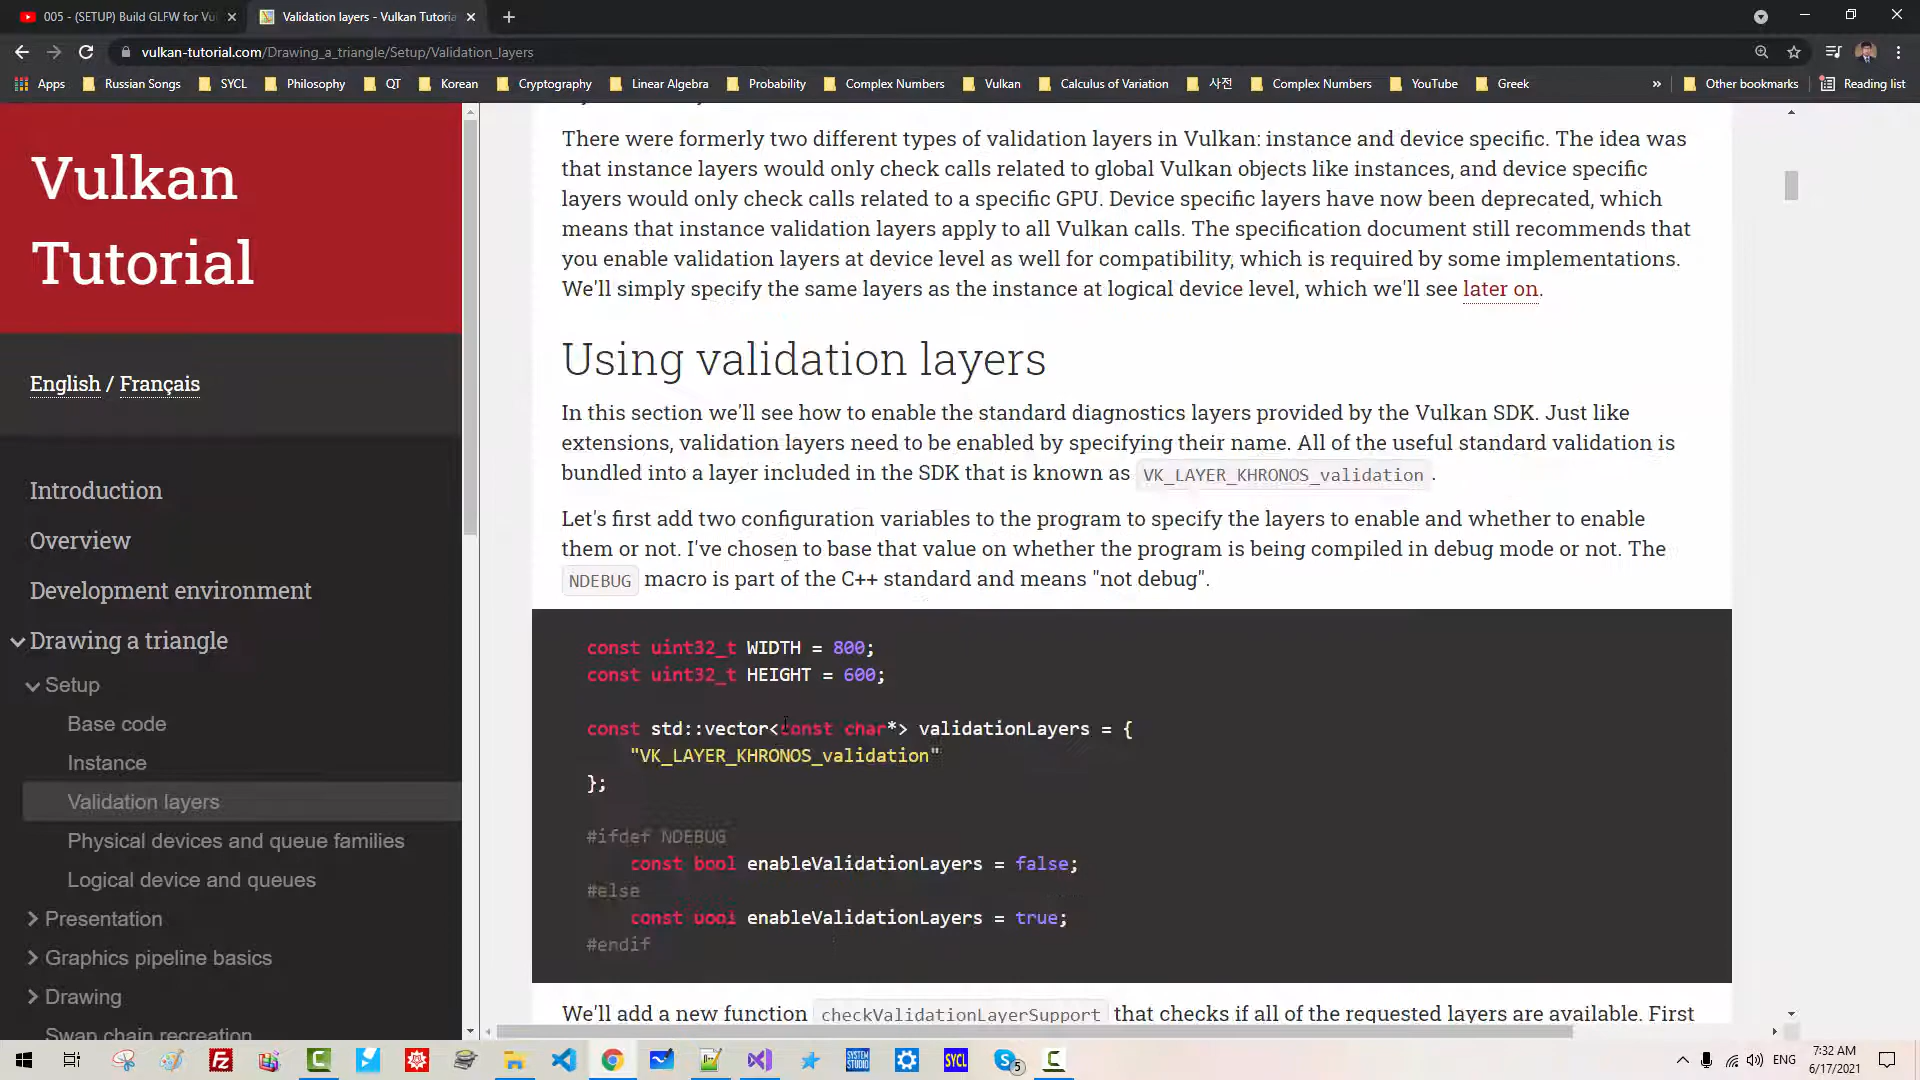 005 - (SETUP) Build GLFW for Vu
Validation layers - Vulkan Tutoria
vulkan-tutorial.com/Drawing_a_triangle/Setup/Validation_layers
Apps
Russian Songs
SYCL
Philosophy
QT
Korean
Cryptography
Linear Algebra
Probability
Complex Numbers
Vulkan
Calculus of Variation
사전
Complex Numbers
YouTube
Greek
»
Other bookmarks
Reading list
Vulkan
Tutorial
English / Français
Introduction
Overview
Development environment
Drawing a triangle
Setup
Base code
Instance
Validation layers
Physical devices and queue families
Logical device and queues
Presentation
Graphics pipeline basics
Drawing
Swap chain recreation
There were formerly two different types of validation layers in Vulkan: instance and device specific. The idea was
that instance layers would only check calls related to global Vulkan objects like instances, and device specific
layers would only check calls related to a specific GPU. Device specific layers have now been deprecated, which
means that instance validation layers apply to all Vulkan calls. The specification document still recommends that
you enable validation layers at device level as well for compatibility, which is required by some implementations.
We'll simply specify the same layers as the instance at logical device level, which we'll see later on.
Using validation layers
In this section we'll see how to enable the standard diagnostics layers provided by the Vulkan SDK. Just like
extensions, validation layers need to be enabled by specifying their name. All of the useful standard validation is
bundled into a layer included in the SDK that is known as VK_LAYER_KHRONOS_validation.
Let's first add two configuration variables to the program to specify the layers to enable and whether to enable
them or not. I've chosen to base that value on whether the program is being compiled in debug mode or not. The
NDEBUG macro is part of the C++ standard and means "not debug".
const uint32_t WIDTH = 800;
const uint32_t HEIGHT = 600;
const std::vector<const char*> validationLayers = {
"VK_LAYER_KHRONOS_validation"
};
#ifdef NDEBUG
const bool enableValidationLayers = false;
#else
const bool enableValidationLayers = true;
#endif
We'll add a new function checkValidationLayerSupport that checks if all of the requested layers are available. First
SYSTEM
STUDIO
SYCL
5
ENG
7:32 AM
6/17/2021